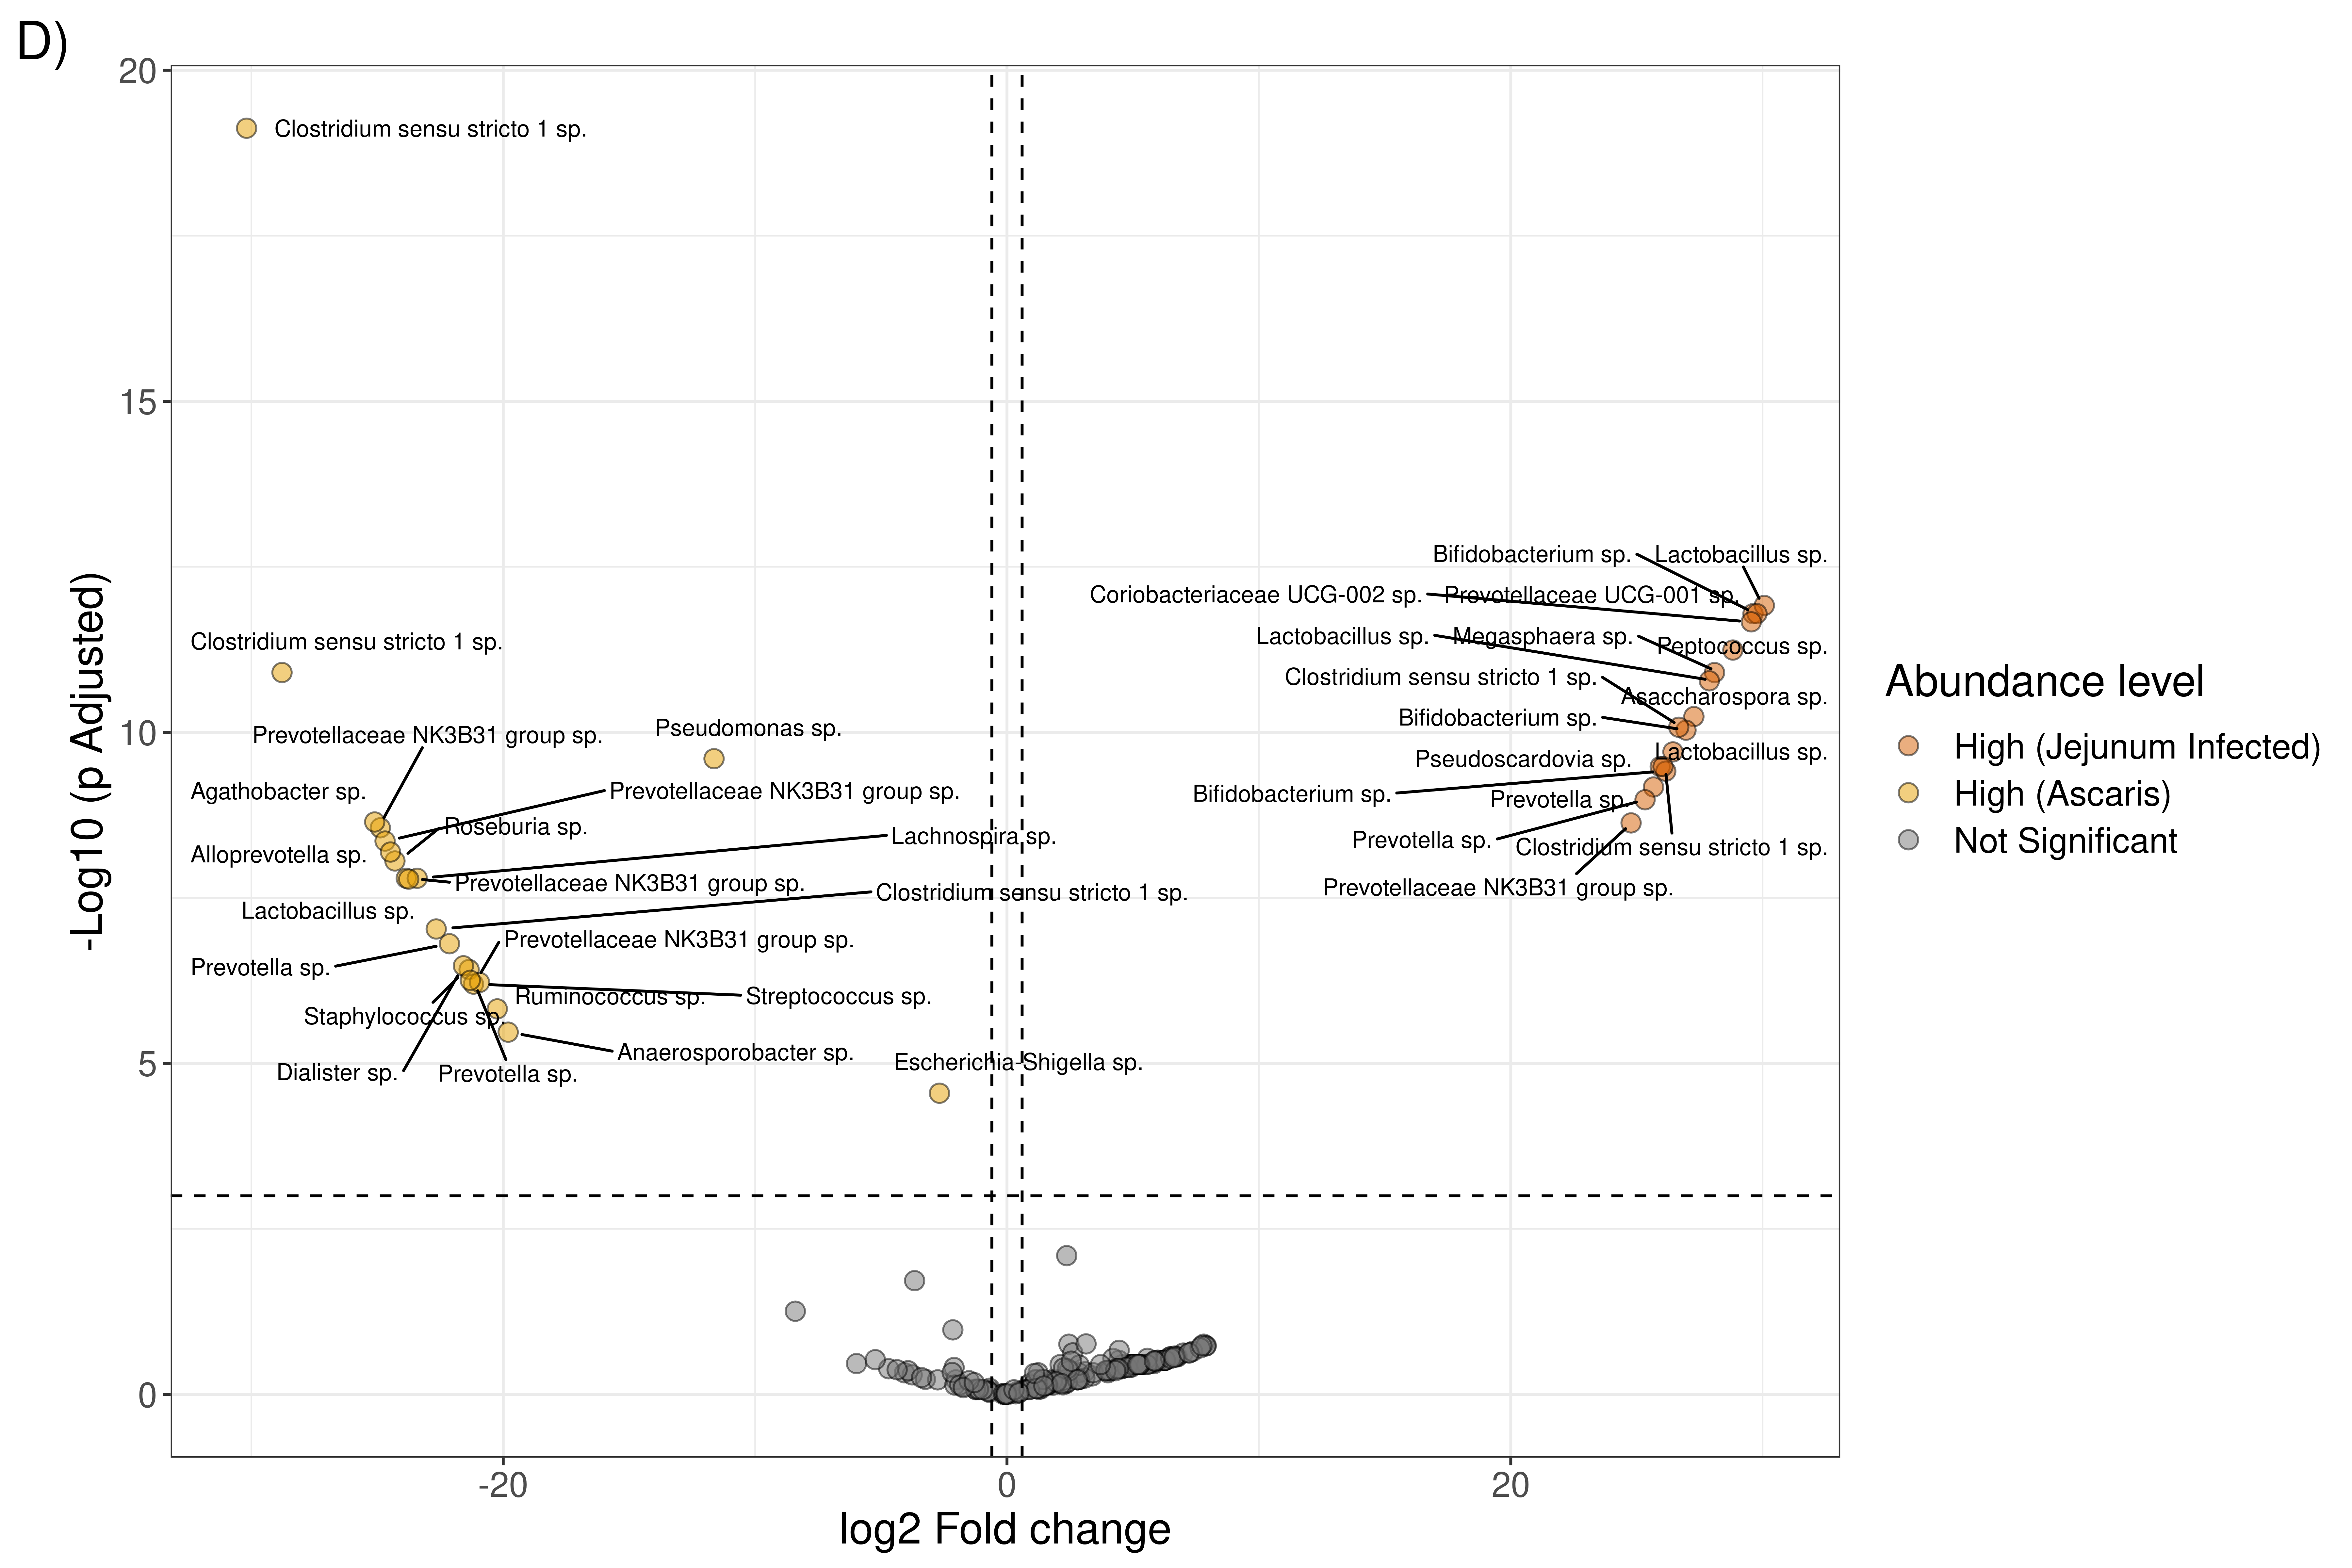 D)
20
Clostridium sensu stricto 1 sp.
15
Bifidobacterium sp.
Lactobacillus sp.
Coriobacteriaceae UCG-002 sp.
Prevotellaceae UCG-001 sp.
Clostridium sensu stricto 1 sp.
Lactobacillus sp.
Megasphaera sp.
Peptococcus sp.
Clostridium sensu stricto 1 sp.
Asaccharospora sp.
Abundance level
Bifidobacterium sp.
10
Prevotellaceae NK3B31 group sp.
Pseudomonas sp.
Pseudoscardovia sp.
Lactobacillus sp.
High (Jejunum Infected)
Agathobacter sp.
Prevotellaceae NK3B31 group sp.
Bifidobacterium sp.
Prevotella sp.
High (Ascaris)
Roseburia sp.
Lachnospira sp.
Prevotella sp.
Clostridium sensu stricto 1 sp.
Not Significant
Alloprevotella sp.
Prevotellaceae NK3B31 group sp.
Clostridium sensu stricto 1 sp.
Prevotellaceae NK3B31 group sp.
Lactobacillus sp.
Prevotellaceae NK3B31 group sp.
Prevotella sp.
Ruminococcus sp.
Streptococcus sp.
Staphylococcus sp.
Anaerosporobacter sp.
Dialister sp.
Prevotella sp.
Escherichia-Shigella sp.
5
0
-Log10 (p Adjusted)
-20
0
20
log2 Fold change